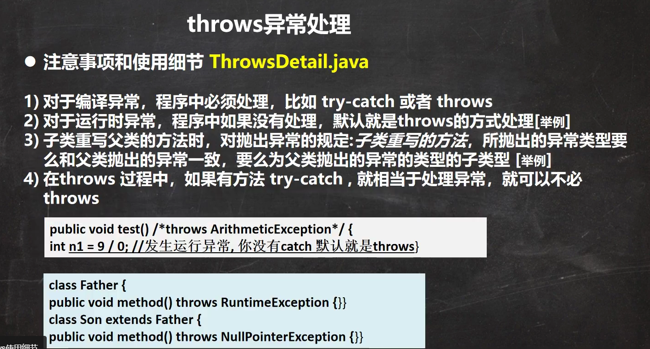 throws异常处理
● 注意事项和使用细节 ThrowsDetail.java
1) 对于编译异常，程序中必须处理，比如 try-catch 或者 throws
2) 对于运行时异常，程序中如果没有处理，默认就是throws的方式处理[举例]
3) 子类重写父类的方法时，对抛出异常的规定:子类重写的方法，所抛出的异常类型要
么和父类抛出的异常一致，要么为父类抛出的异常的类型的子类型 [举例]
4) 在throws 过程中，如果有方法 try-catch , 就相当于处理异常，就可以不必
throws
public void test() /*throws ArithmeticException*/ {
int n1 = 9 / 0; //发生运行异常, 你没有catch 默认就是throws}
class Father {
public void method() throws RuntimeException {}}
class Son extends Father {
public void method() throws NullPointerException {}}